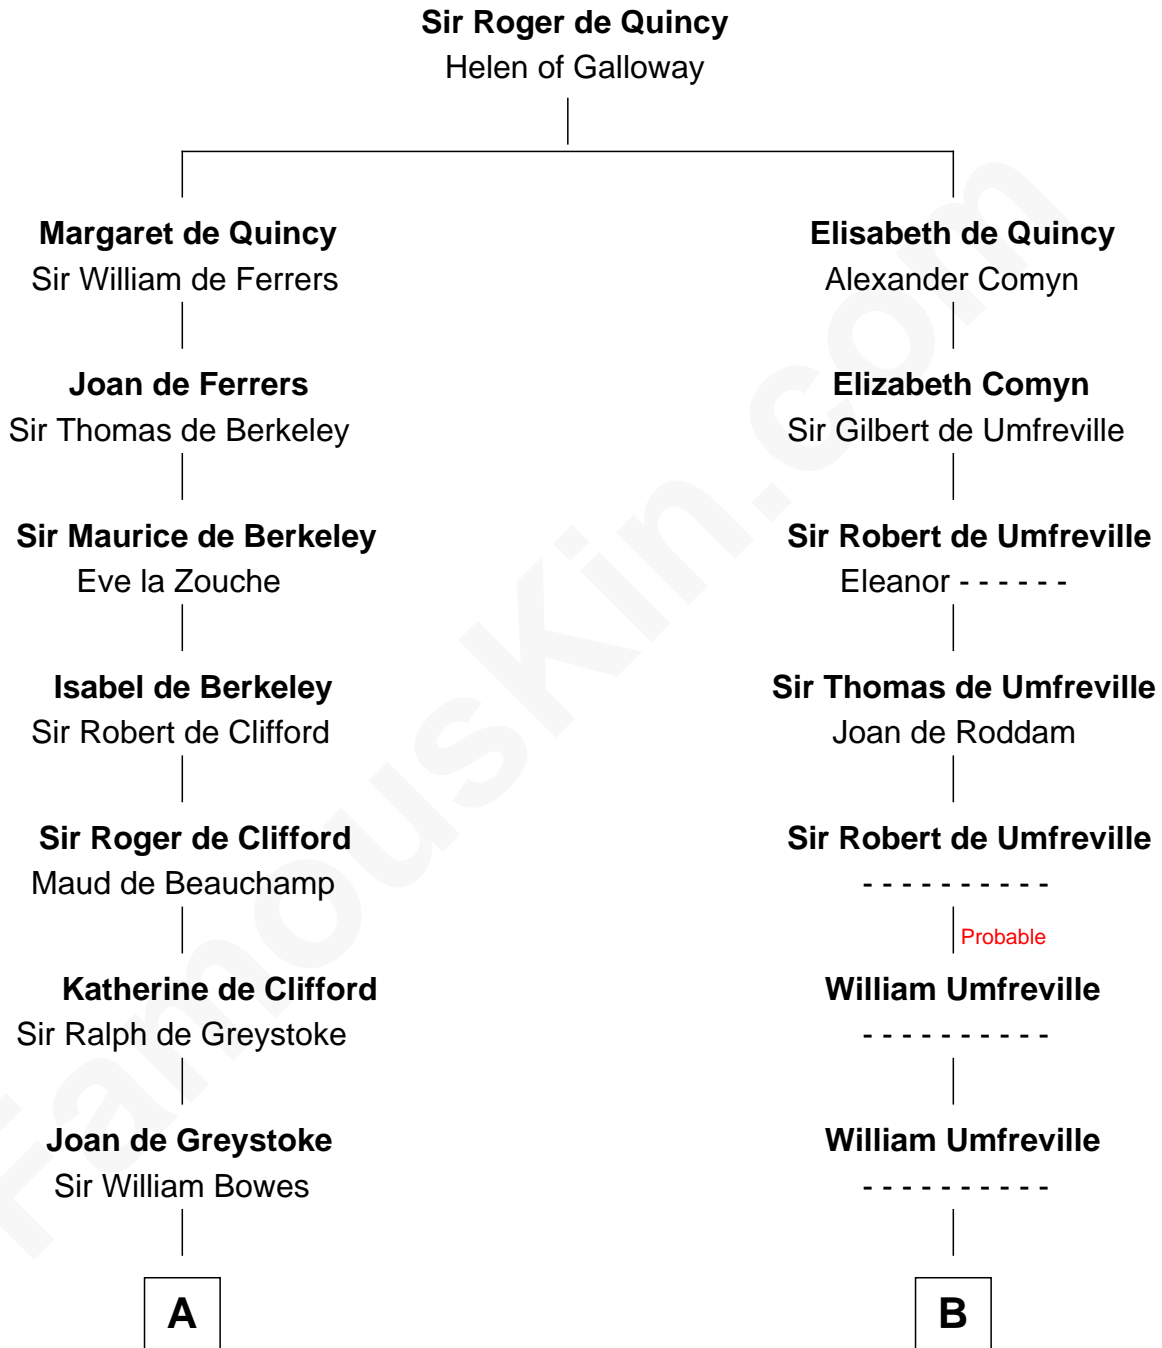 Sir Roger de Quincy
Helen of Galloway
Margaret de Quincy
Sir William de Ferrers
Elisabeth de Quincy
Alexander Comyn
Joan de Ferrers
Sir Thomas de Berkeley
Elizabeth Comyn
Sir Gilbert de Umfreville
Sir Maurice de Berkeley
Eve la Zouche
Sir Robert de Umfreville
Eleanor - - - - - -
Isabel de Berkeley
Sir Robert de Clifford
Sir Thomas de Umfreville
Joan de Roddam
Sir Roger de Clifford
Maud de Beauchamp
Sir Robert de Umfreville
- - - - - - - - - -
Probable
Katherine de Clifford
Sir Ralph de Greystoke
William Umfreville
- - - - - - - - - -
Joan de Greystoke
Sir William Bowes
William Umfreville
- - - - - - - - - -
A
B
FamousKin.com